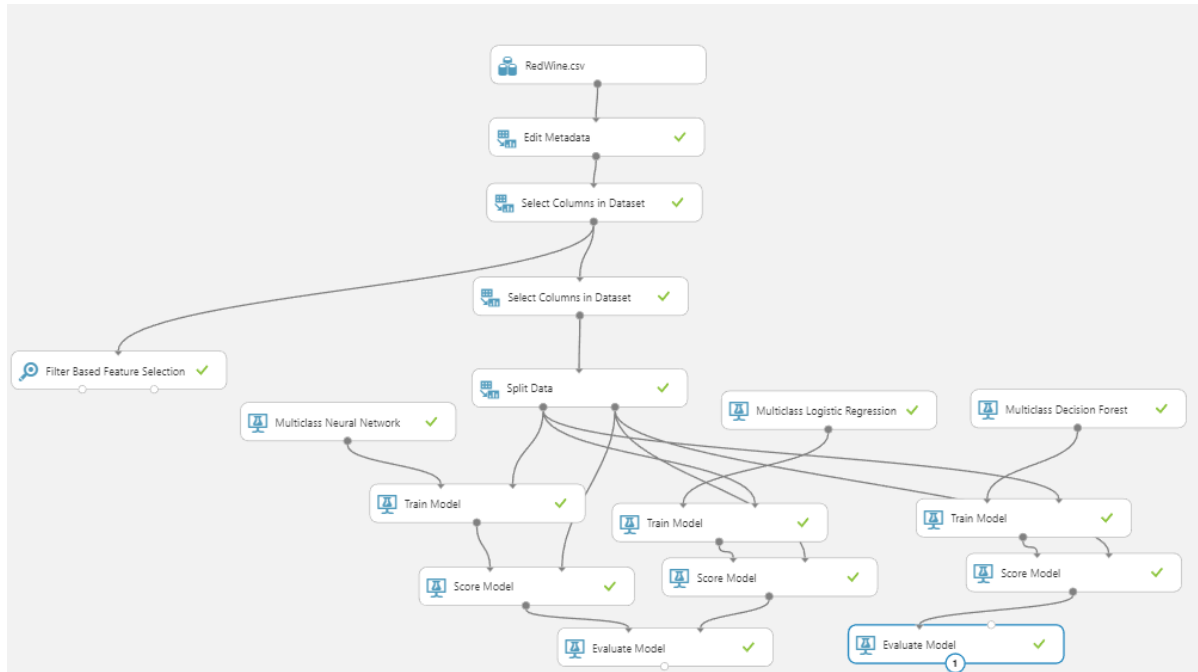 RedWine.csv
Edit Metadata
Select Columns in Dataset
Select Columns in Dataset
Filter Based Feature Selection
Split Data
Multiclass Neural Network
Multiclass Logistic Regression
Multiclass Decision Forest
Train Model
Train Model
Train Model
Score Model
Score Model
Score Model
Evaluate Model
Evaluate Model
1